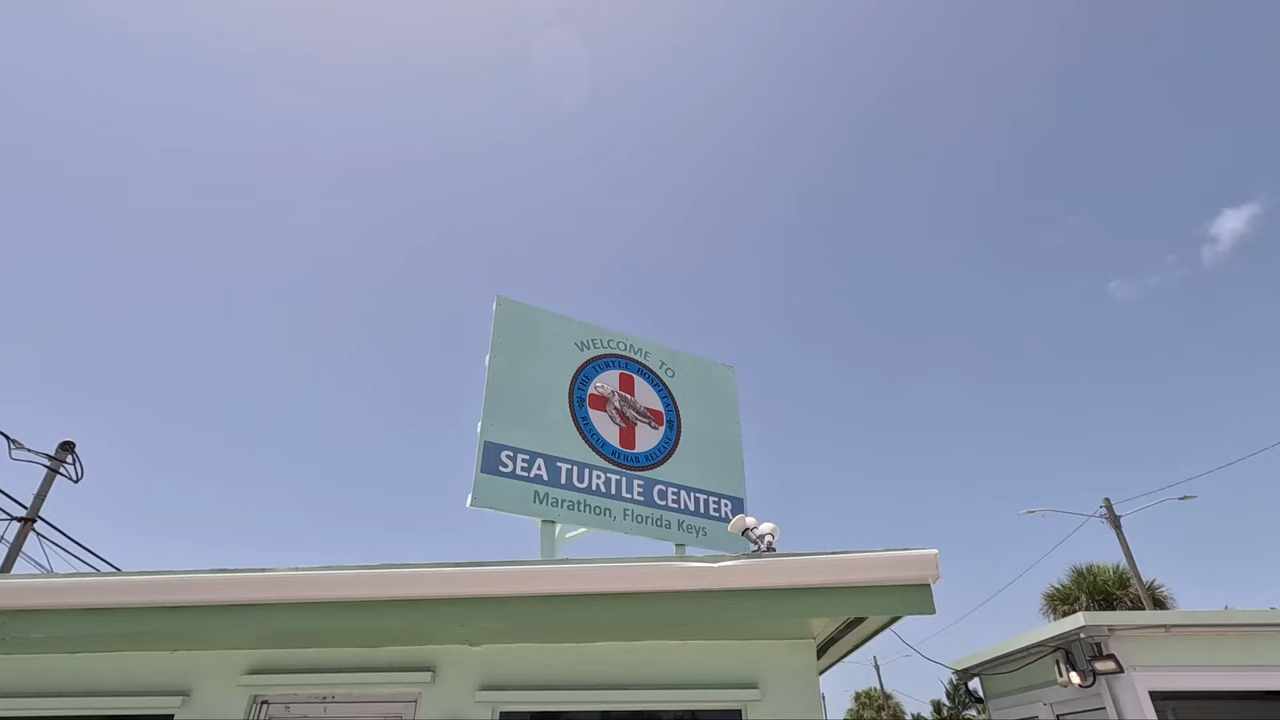 WELCOME TO
THE TURTLE HOSPITAL
RESCUE REHAB RELEASE
SEA TURTLE CENTER
Marathon, Florida Keys